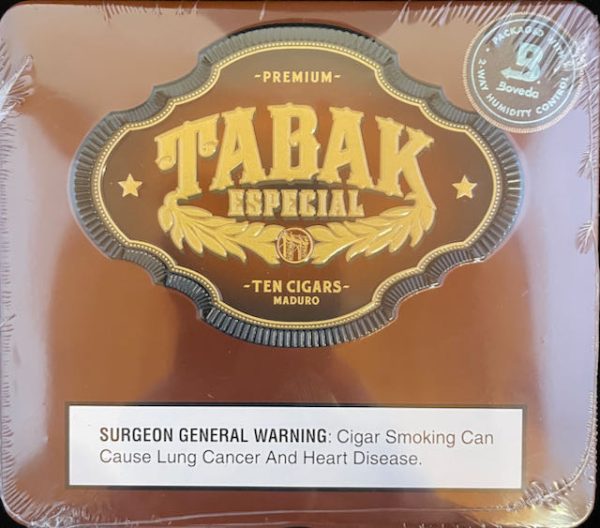 -PREMIUM-
TABAK
ESPECIAL
-TEN CIGARS-
MADURO
PACKAGED WITH
Boveda
2-WAY HUMIDITY CONTROL
SURGEON GENERAL WARNING: Cigar Smoking Can
Cause Lung Cancer And Heart Disease.